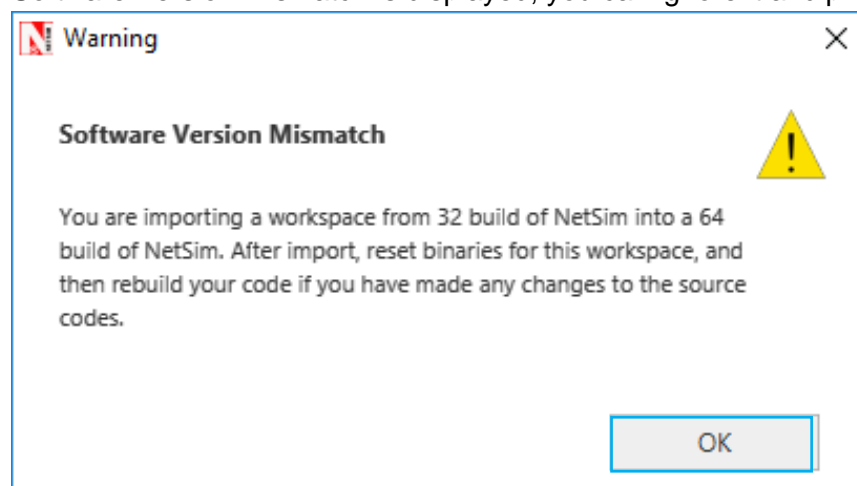 Warning
Software Version Mismatch
You are importing a workspace from 32 build of NetSim into a 64
build of NetSim. After import, reset binaries for this workspace, and
then rebuild your code if you have made any changes to the source
codes.
OK